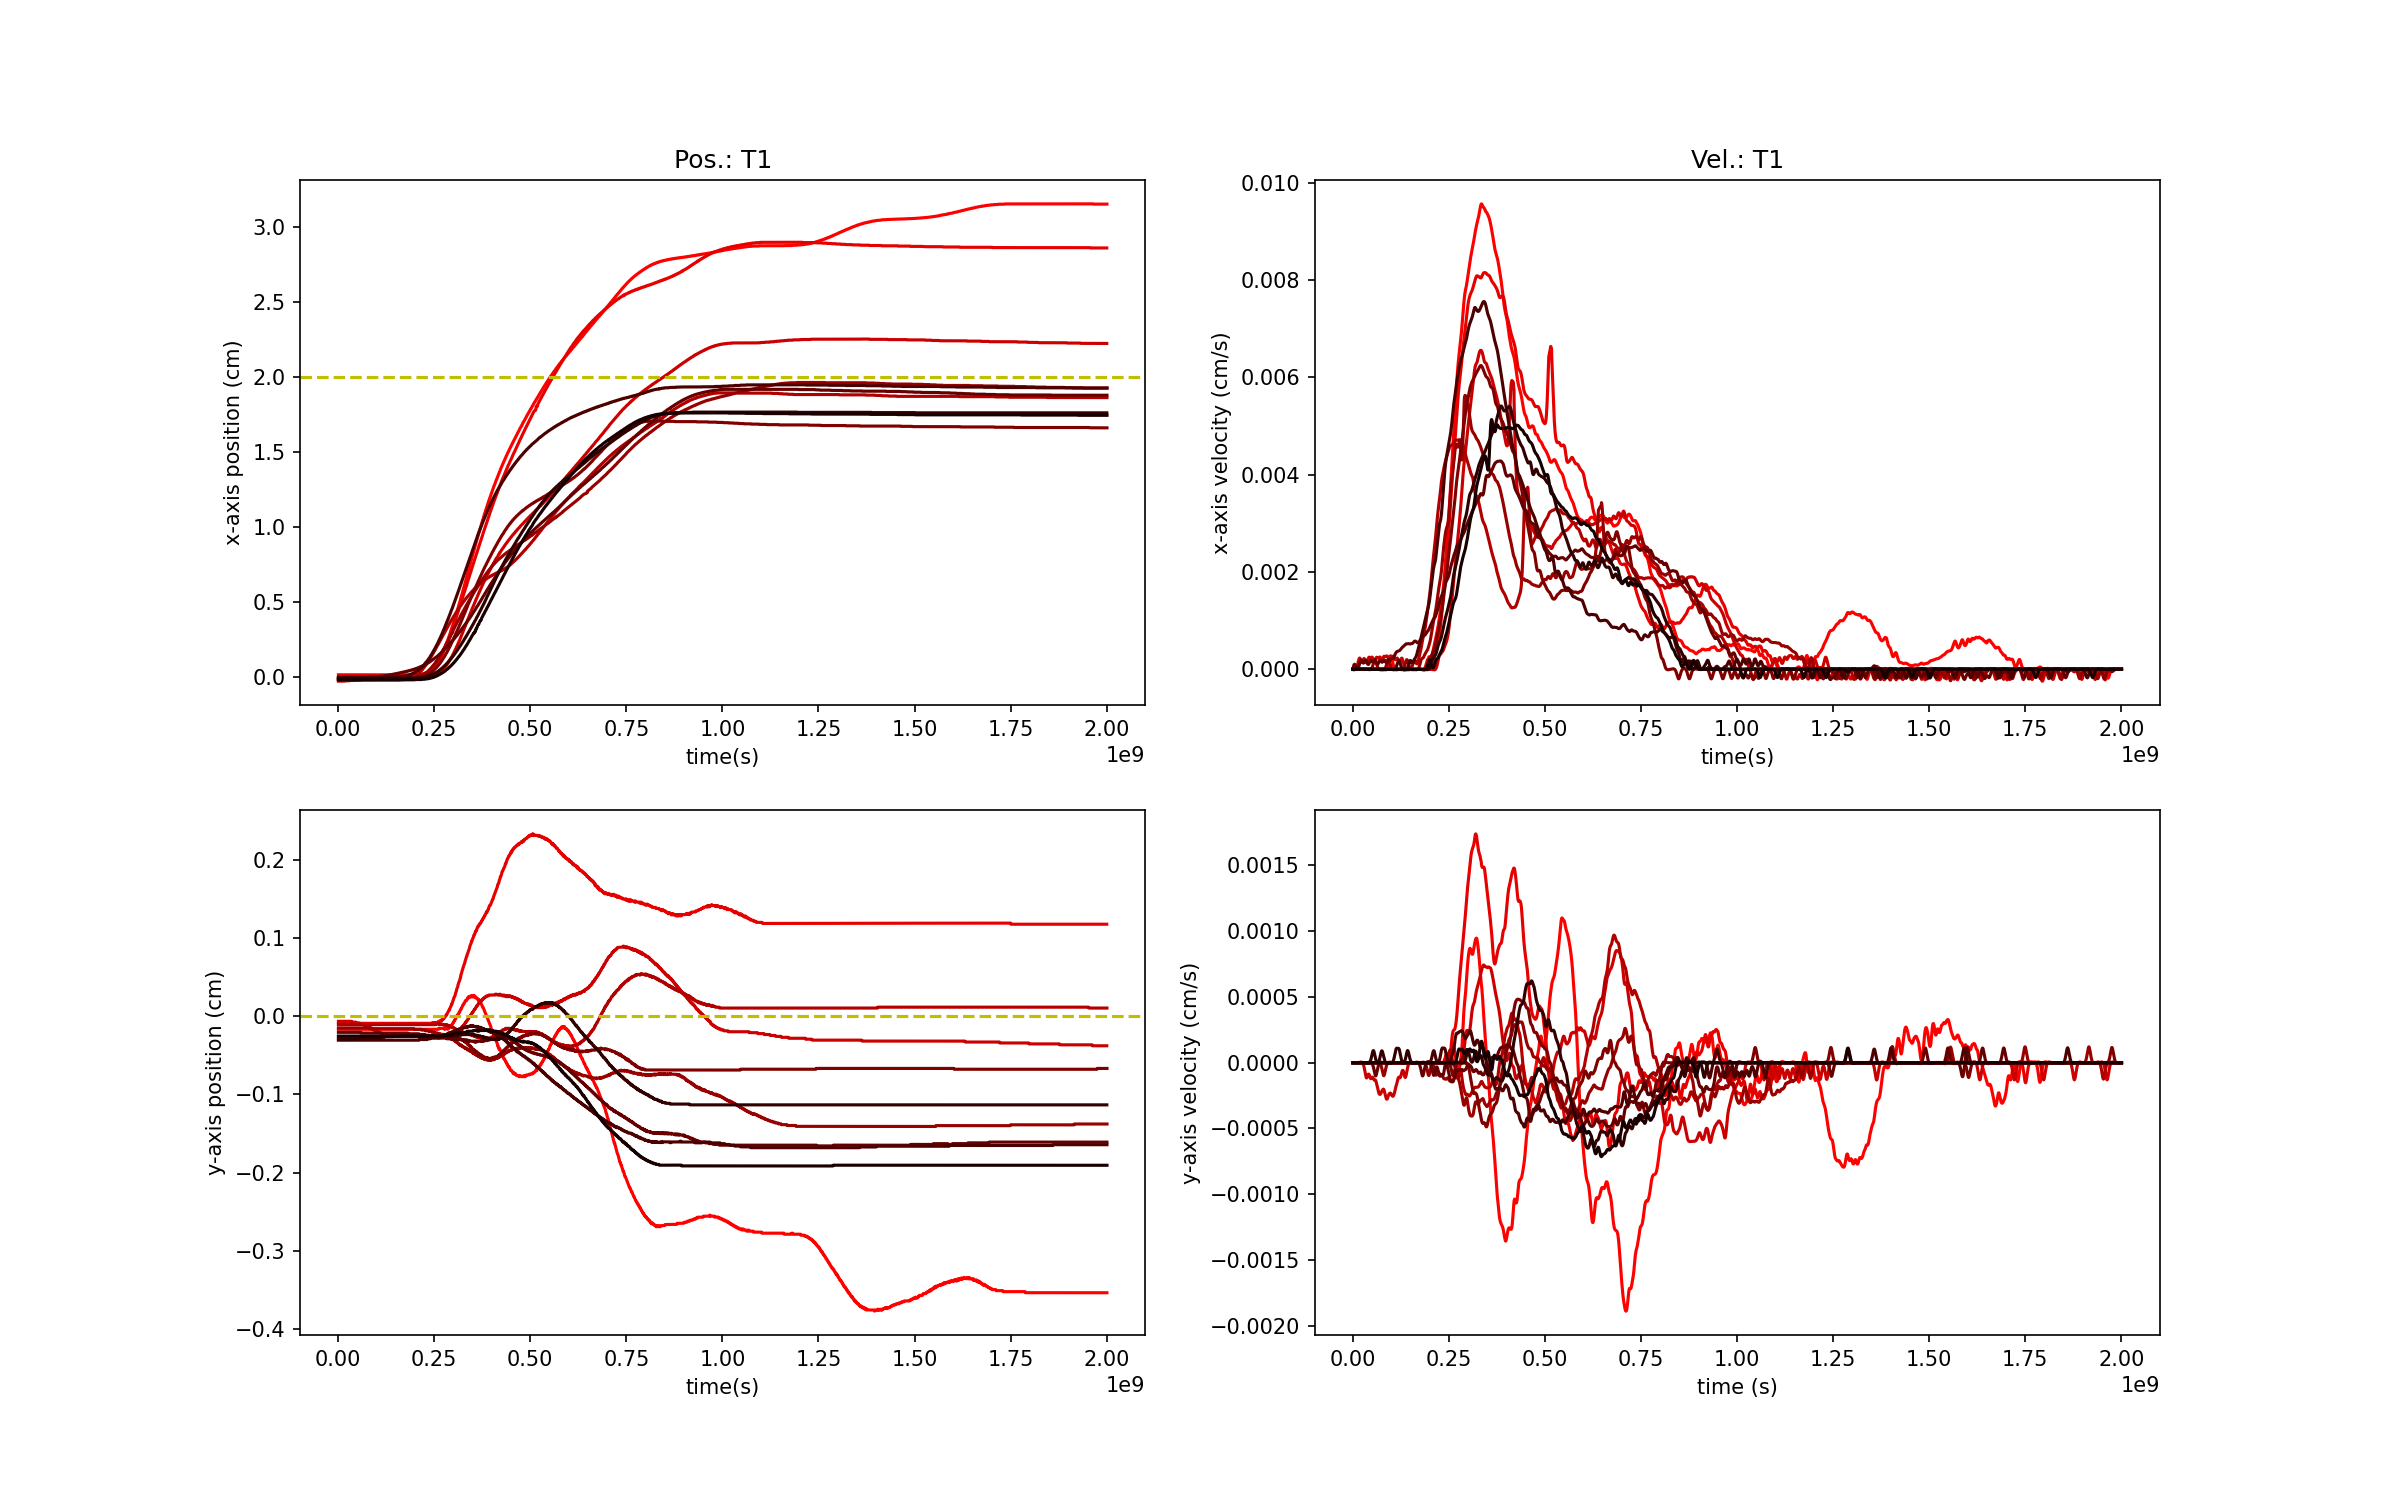 Pos.: T1
Vel.: T1
x-axis position (cm)
3.0
2.5
2.0
1.5
1.0
0.5
0.0
0.00 0.25 0.50 0.75 1.00 1.25 1.50 1.75 2.00
time(s)
1e9
x-axis velocity (cm/s)
0.010
0.008
0.006
0.004
0.002
0.000
0.00 0.25 0.50 0.75 1.00 1.25 1.50 1.75 2.00
time(s)
1e9
y-axis position (cm)
0.2
0.1
0.0
−0.1
−0.2
−0.3
−0.4
0.00 0.25 0.50 0.75 1.00 1.25 1.50 1.75 2.00
time(s)
1e9
y-axis velocity (cm/s)
0.0015
0.0010
0.0005
0.0000
−0.0005
−0.0010
−0.0015
−0.0020
0.00 0.25 0.50 0.75 1.00 1.25 1.50 1.75 2.00
time (s)
1e9